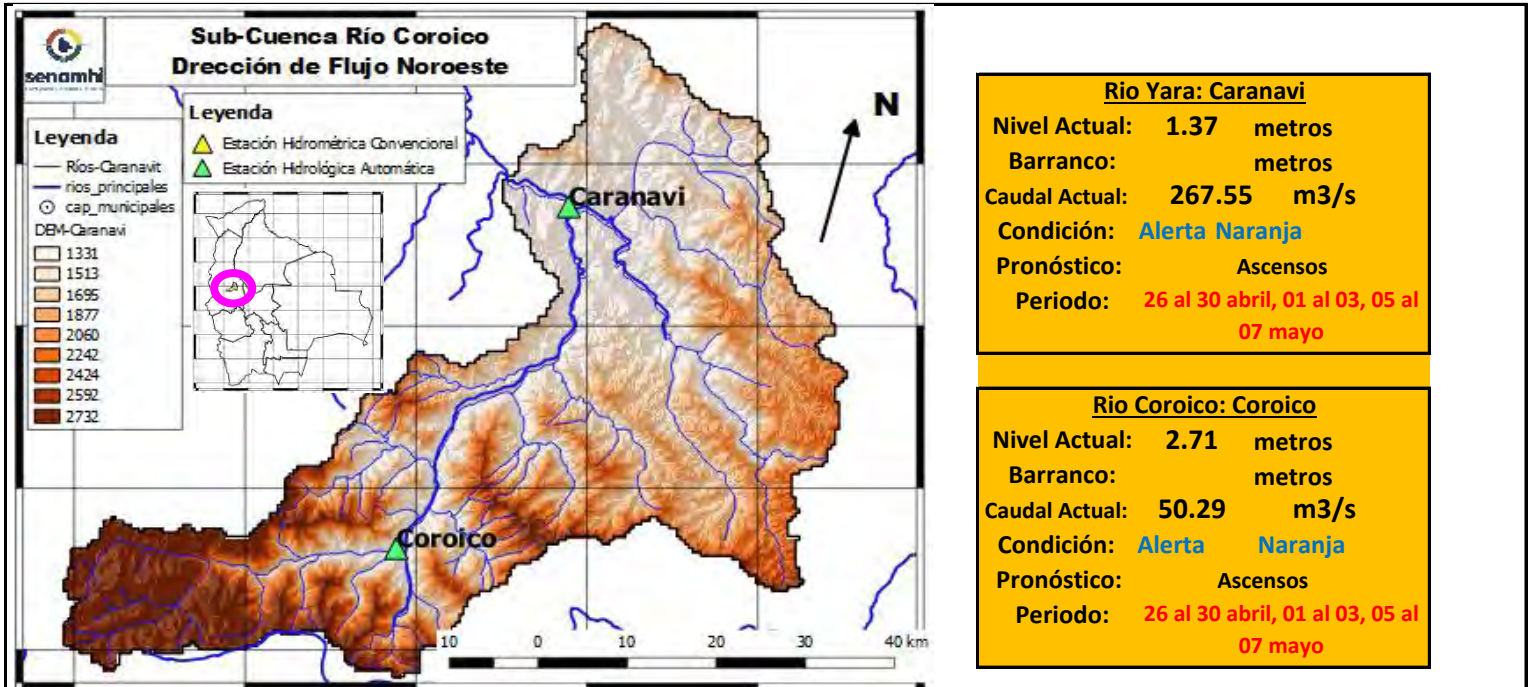 Sub-Cuenca Río Coroico
Drección de Flujo Noroeste
senamhi
Leyenda
Estación Hidrométrica Convencional
Estación Hidrológica Automática
Leyenda
Ríos-Caranavit
rios_principales
cap_municipales
DEM-Caranavi
1331
1513
1695
1877
2060
2242
2424
2592
2732
N
Caranavi
Coroico
10 0 10 20 30 40 km
Rio Yara: Caranavi
Nivel Actual: 1.37 metros
Barranco: metros
Caudal Actual: 267.55 m3/s
Condición: Alerta Naranja
Pronóstico: Ascensos
Periodo: 26 al 30 abril, 01 al 03, 05 al
07 mayo
Rio Coroico: Coroico
Nivel Actual: 2.71 metros
Barranco: metros
Caudal Actual: 50.29 m3/s
Condición: Alerta Naranja
Pronóstico: Ascensos
Periodo: 26 al 30 abril, 01 al 03, 05 al
07 mayo